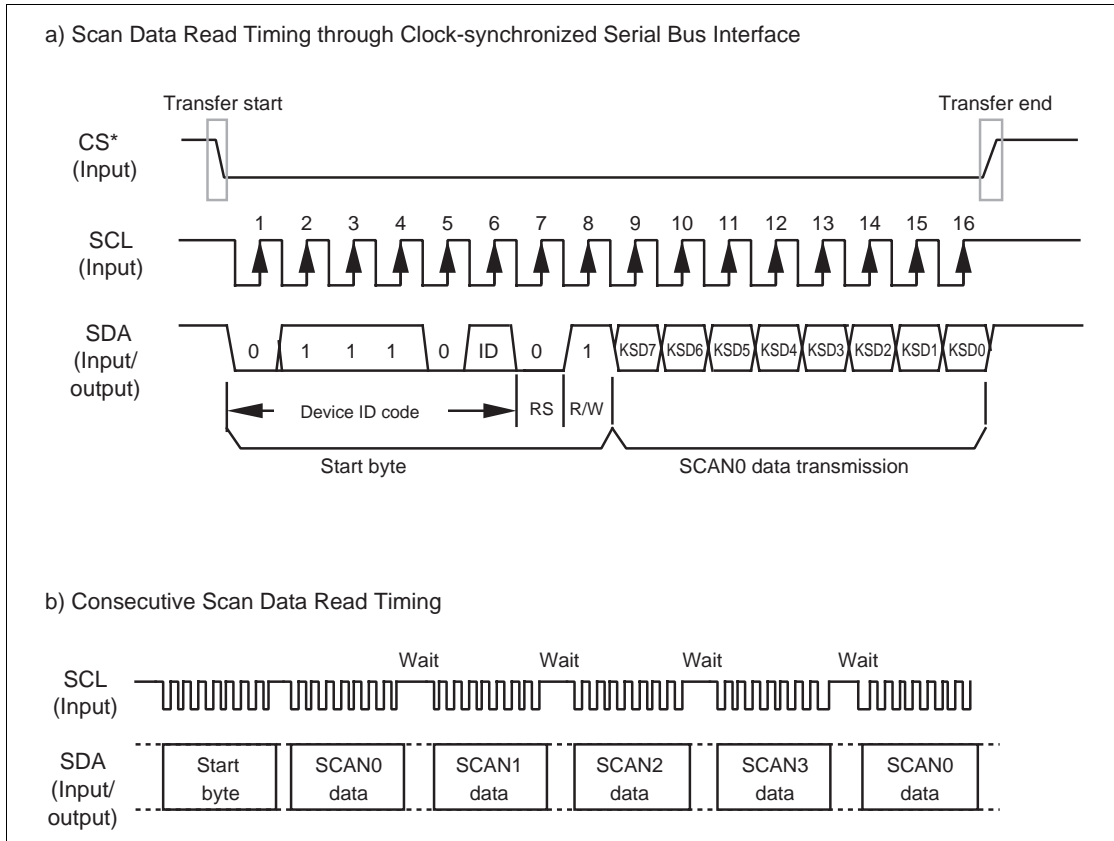 a) Scan Data Read Timing through Clock-synchronized Serial Bus Interface
Transfer start
Transfer end
CS*
(Input)
1 2 3 4 5 6 7 8 9 10 11 12 13 14 15 16
SCL
(Input)
SDA
(Input/
output)
0 1 1 1 0 ID 0 1 KSD7 KSD6 KSD5 KSD4 KSD3 KSD2 KSD1 KSD0
Device ID code RS R/W
Start byte SCAN0 data transmission
b) Consecutive Scan Data Read Timing
Wait Wait Wait Wait
SCL
(Input)
SDA
(Input/
output)
Start
byte
SCAN0
data
SCAN1
data
SCAN2
data
SCAN3
data
SCAN0
data